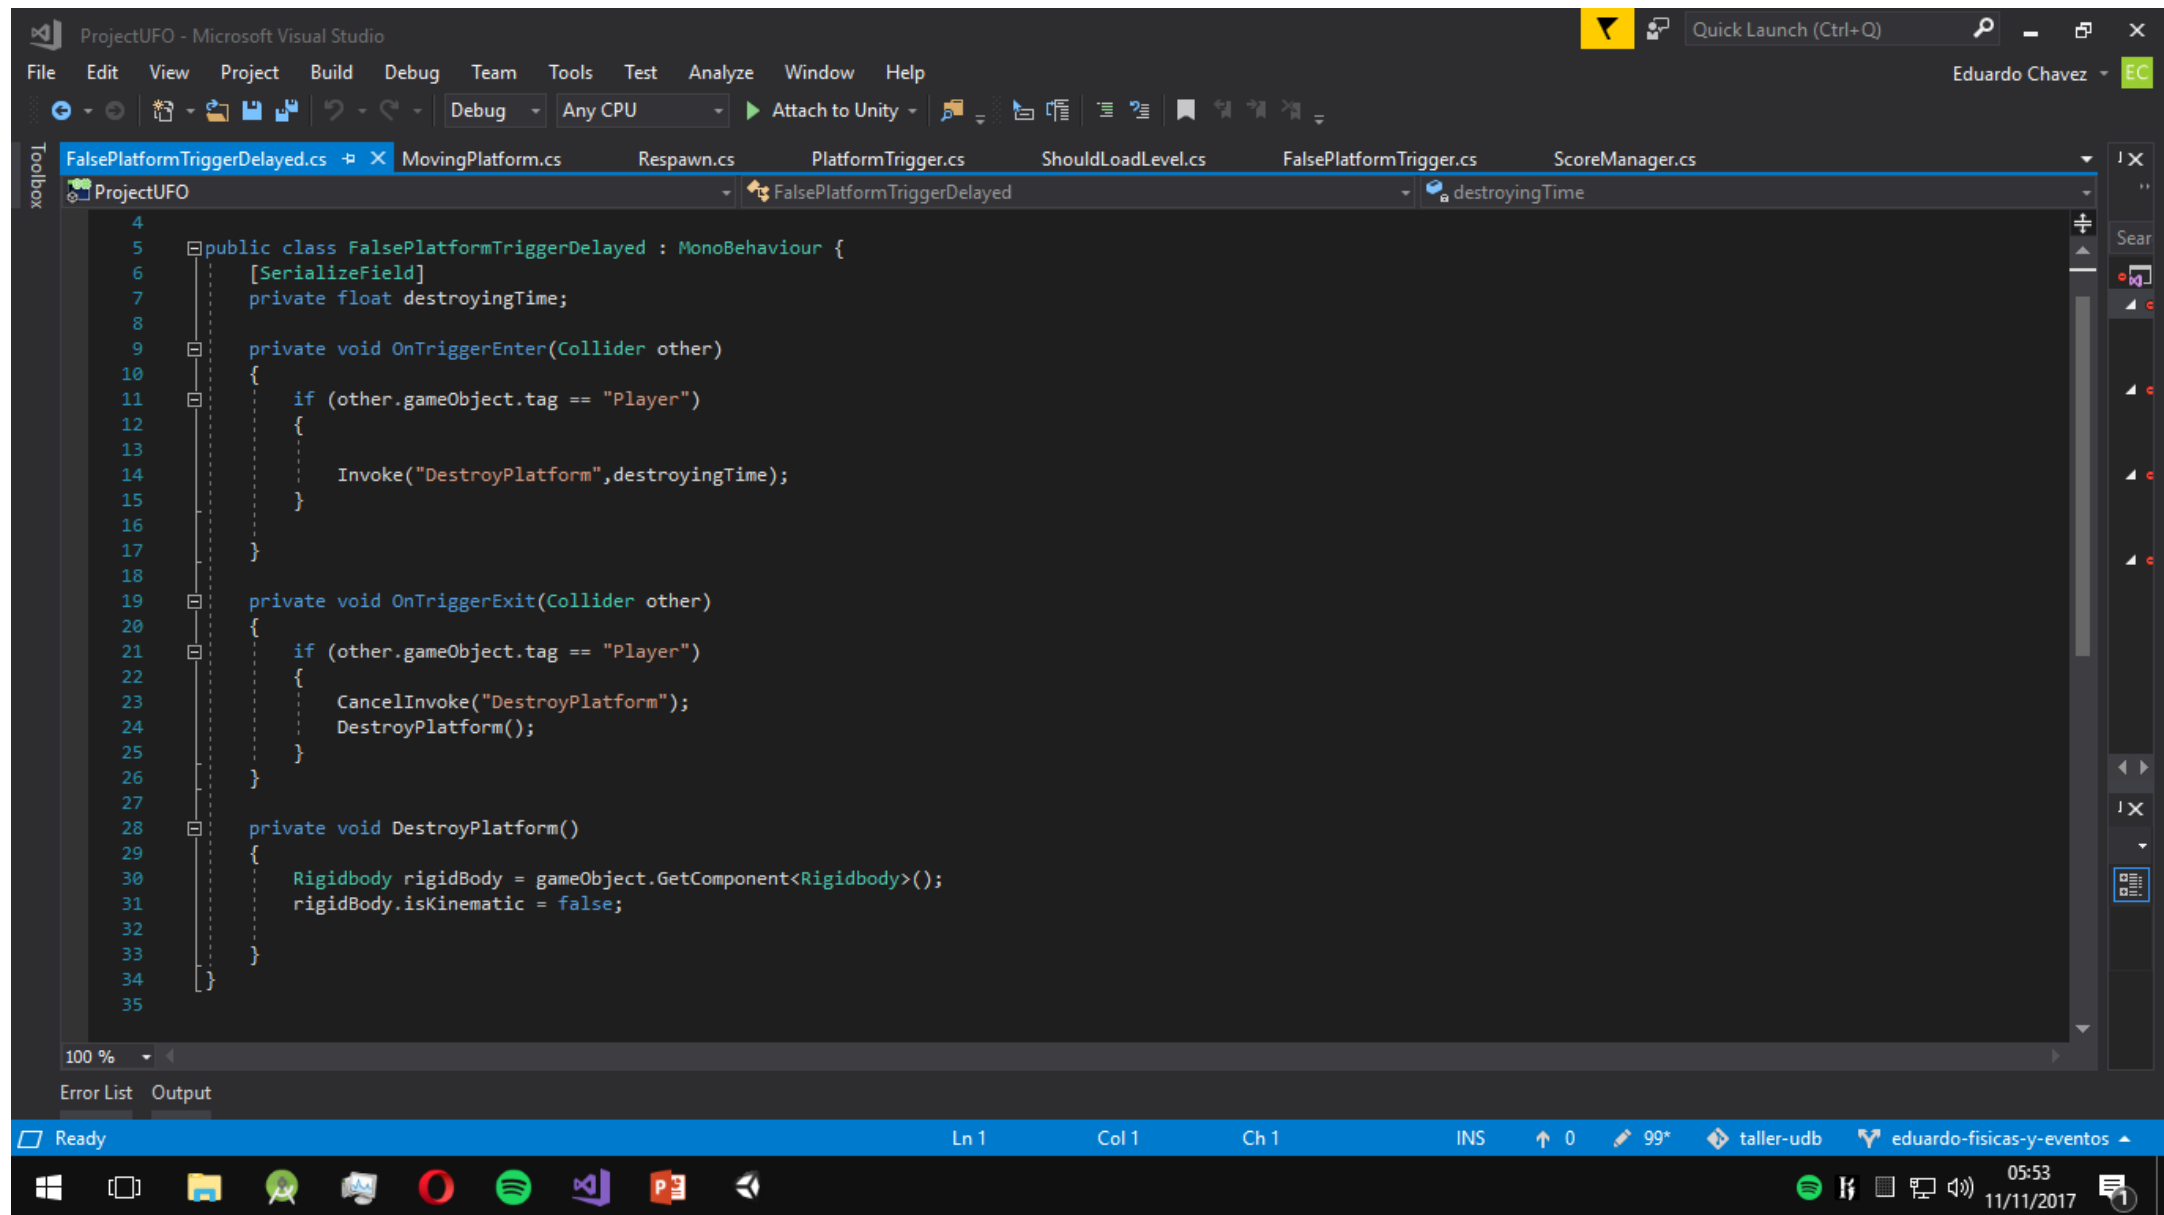 ProjectUFO - Microsoft Visual Studio
Quick Launch (Ctrl+Q)
File Edit View Project Build Debug Team Tools Test Analyze Window Help
Eduardo Chavez EC
Debug Any CPU Attach to Unity
Toolbox
FalsePlatformTriggerDelayed.cs MovingPlatform.cs Respawn.cs PlatformTrigger.cs ShouldLoadLevel.cs FalsePlatformTrigger.cs ScoreManager.cs
ProjectUFO FalsePlatformTriggerDelayed destroyingTime
Sear
4
5 public class FalsePlatformTriggerDelayed : MonoBehaviour {
6 [SerializeField]
7 private float destroyingTime;
8
9 private void OnTriggerEnter(Collider other)
10 {
11 if (other.gameObject.tag == "Player")
12 {
13
14 Invoke("DestroyPlatform",destroyingTime);
15 }
16
17 }
18
19 private void OnTriggerExit(Collider other)
20 {
21 if (other.gameObject.tag == "Player")
22 {
23 CancelInvoke("DestroyPlatform");
24 DestroyPlatform();
25 }
26 }
27
28 private void DestroyPlatform()
29 {
30 Rigidbody rigidBody = gameObject.GetComponent<Rigidbody>();
31 rigidBody.isKinematic = false;
32
33 }
34 }
35
100 %
Error List Output
Ready Ln 1 Col 1 Ch 1 INS 0 99* taller-udb eduardo-fisicas-y-eventos
05:53
11/11/2017
1